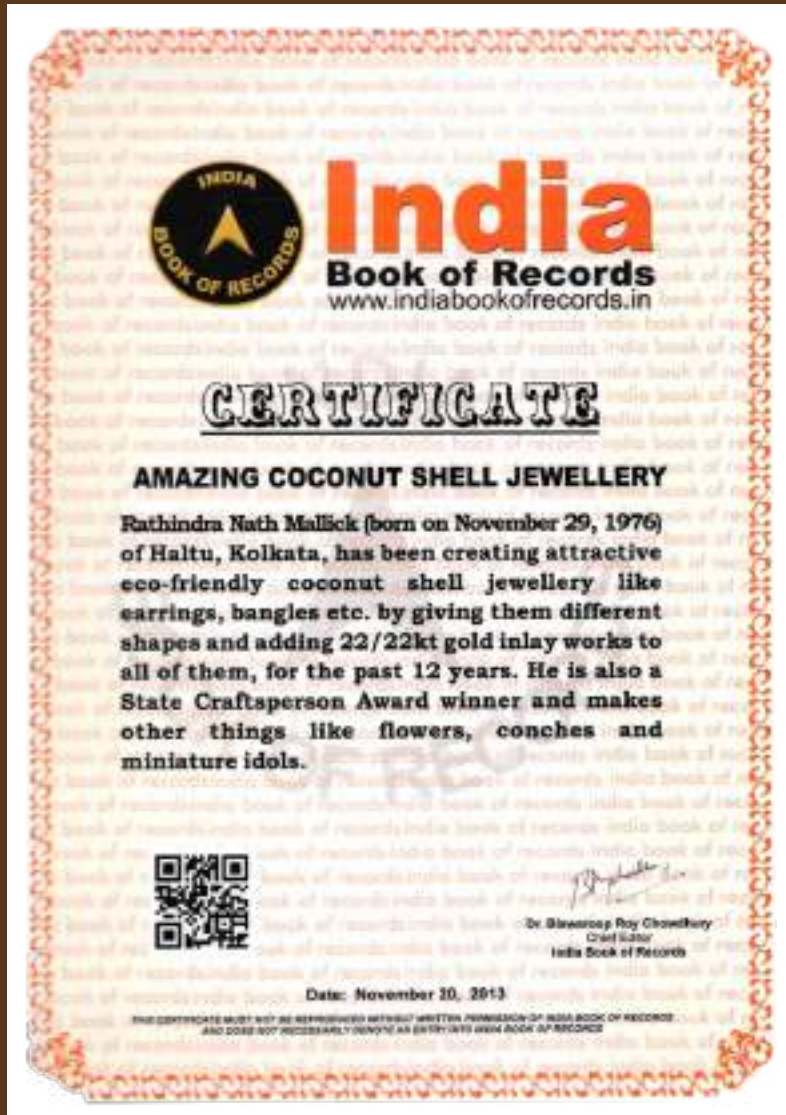 INDIA
BOOK OF RECORDS
India
Book of Records
www.indiabookofrecords.in
CERTIFICATE
AMAZING COCONUT SHELL JEWELLERY
Rathindra Nath Mallick (born on November 29, 1976)
of Haltu, Kolkata, has been creating attractive
eco-friendly coconut shell jewellery like
earrings, bangles etc. by giving them different
shapes and adding 22/22kt gold inlay works to
all of them, for the past 12 years. He is also a
State Craftsperson Award winner and makes
other things like flowers, conches and
miniature idols.
OF RECO
Dr. Biswaroop Roy Chowdhury
Chief Editor
India Book of Records
Date: November 20, 2013
THIS CERTIFICATE MUST NOT BE REPRODUCED WITHOUT WRITTEN PERMISSION OF INDIA BOOK OF RECORDS
AND DOES NOT NECESSARILY DENOTE AN ENTRY INTO INDIA BOOK OF RECORDS